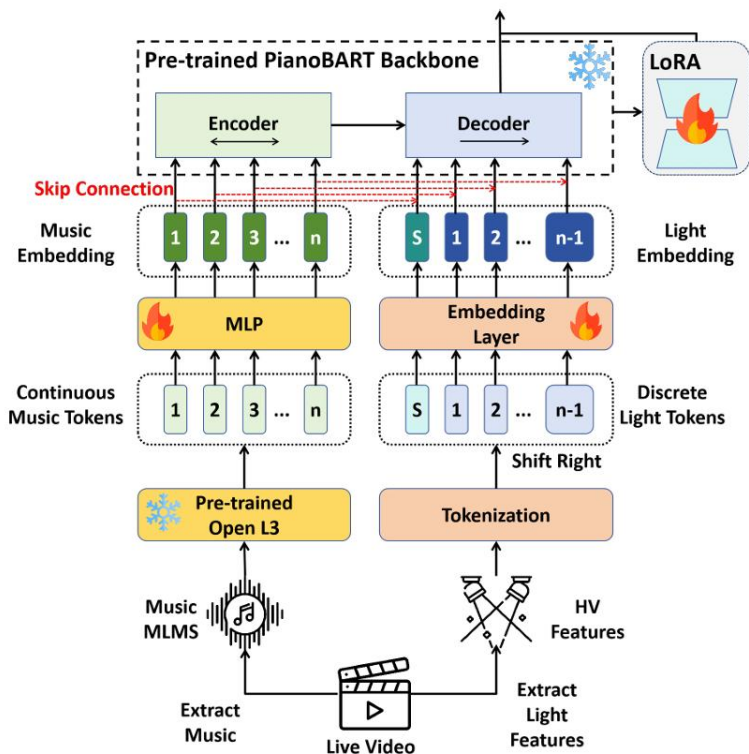 Pre-trained PianoBART Backbone
LoRA
Encoder
Decoder
Skip Connection
Music
Embedding
1 2 3 ... n
S 1 2 ... n-1
Light
Embedding
MLP
Embedding
Layer
Continuous
Music Tokens
1 2 3 ... n
S 1 2 ... n-1
Discrete
Light Tokens
Shift Right
Pre-trained
Open L3
Tokenization
Music
MLMS
HV
Features
Extract
Music
Live Video
Extract
Light
Features